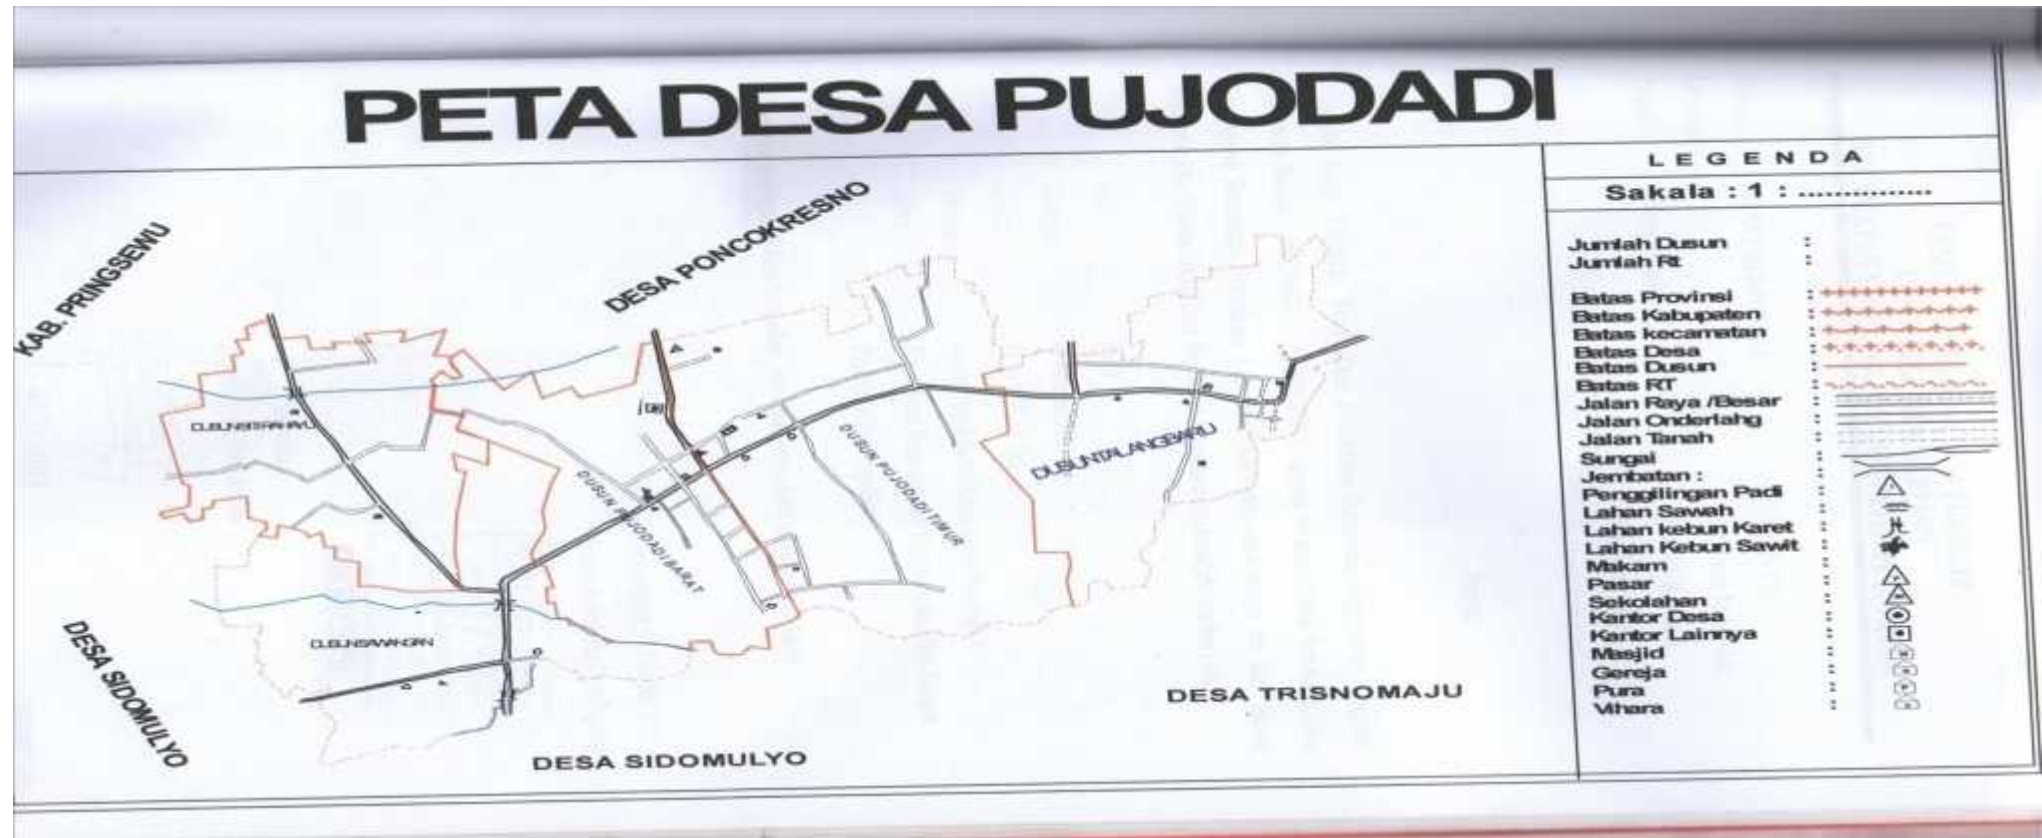 PETA DESA PUJODADI
KAB. PRINGSEWU
DESA PONCOKRESNO
DUSUN PUJODADI BARAT
DUSUN PUJODADI TIMUR
DUSUNTALANGBARU
DESA SIDOMULYO
DESA SIDOMULYO
DESA TRISNOMAJU
LEGENDA
Sakala : 1 : ...............
Jumlah Dusun :
Jumlah Rt :
Batas Provinsi :
Batas Kabupaten :
Batas kecamatan :
Batas Desa :
Batas Dusun :
Batas RT :
Jalan Raya /Besar :
Jalan Onderlahg :
Jalan Tanah :
Sungai :
Jembatan :
Penggilingan Padi :
Lahan Sawah :
Lahan kebun Karet :
Lahan Kebun Sawit :
Makam :
Pasar :
Sekolahan :
Kantor Desa :
Kantor Lainnya :
Masjid :
Gereja :
Pura :
Vihara :